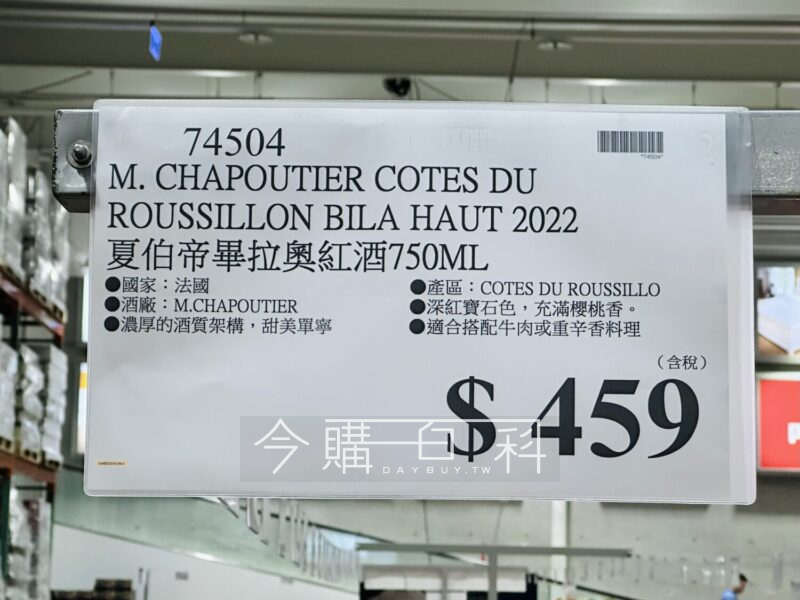 74504
*74504*
M. CHAPOUTIER COTES DU
ROUSSILLON BILA HAUT 2022
夏伯帝畢拉奧紅酒750ML
●國家：法國
●酒廠：M.CHAPOUTIER
●濃厚的酒質架構，甜美單寧
●產區：COTES DU ROUSSILLO
●深紅寶石色，充滿櫻桃香。
●適合搭配牛肉或重辛香料理
（含稅）
$ 459
今購百科
DAYBUY.TW